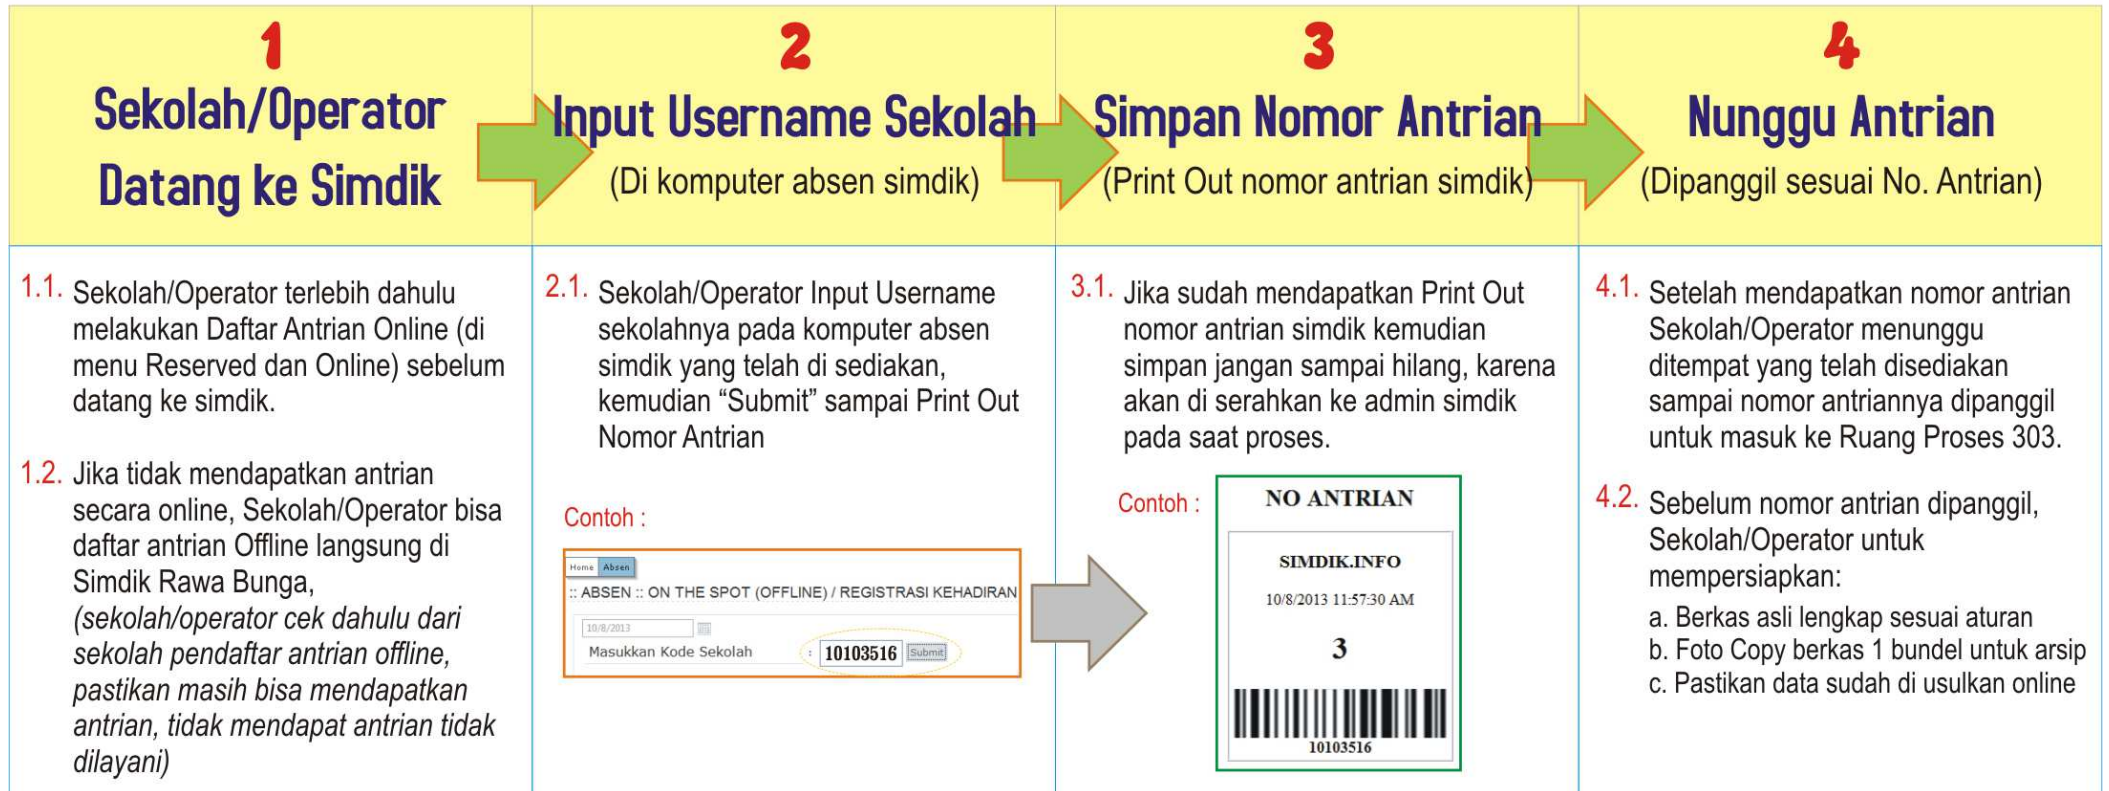 1
Sekolah/Operator
Datang ke Simdik
1.1. Sekolah/Operator terlebih dahulu
melakukan Daftar Antrian Online (di
menu Reserved dan Online) sebelum
datang ke simdik.
1.2. Jika tidak mendapatkan antrian
secara online, Sekolah/Operator bisa
daftar antrian Offline langsung di
Simdik Rawa Bunga,
(sekolah/operator cek dahulu dari
sekolah pendaftar antrian offline,
pastikan masih bisa mendapatkan
antrian, tidak mendapat antrian tidak
dilayani)
2
Input Username Sekolah
(Di komputer absen simdik)
2.1. Sekolah/Operator Input Username
sekolahnya pada komputer absen
simdik yang telah di sediakan,
kemudian “Submit” sampai Print Out
Nomor Antrian
Contoh :
Home Absen
:: ABSEN :: ON THE SPOT (OFFLINE) / REGISTRASI KEHADIRAN
10/8/2013
Masukkan Kode Sekolah : 10103516 Submit
3
Simpan Nomor Antrian
(Print Out nomor antrian simdik)
3.1. Jika sudah mendapatkan Print Out
nomor antrian simdik kemudian
simpan jangan sampai hilang, karena
akan di serahkan ke admin simdik
pada saat proses.
Contoh :
NO ANTRIAN
SIMDIK.INFO
10/8/2013 11:57:30 AM
3
10103516
4
Nunggu Antrian
(Dipanggil sesuai No. Antrian)
4.1. Setelah mendapatkan nomor antrian
Sekolah/Operator menunggu
ditempat yang telah disediakan
sampai nomor antriannya dipanggil
untuk masuk ke Ruang Proses 303.
4.2. Sebelum nomor antrian dipanggil,
Sekolah/Operator untuk
mempersiapkan:
a. Berkas asli lengkap sesuai aturan
b. Foto Copy berkas 1 bundel untuk arsip
c. Pastikan data sudah di usulkan online